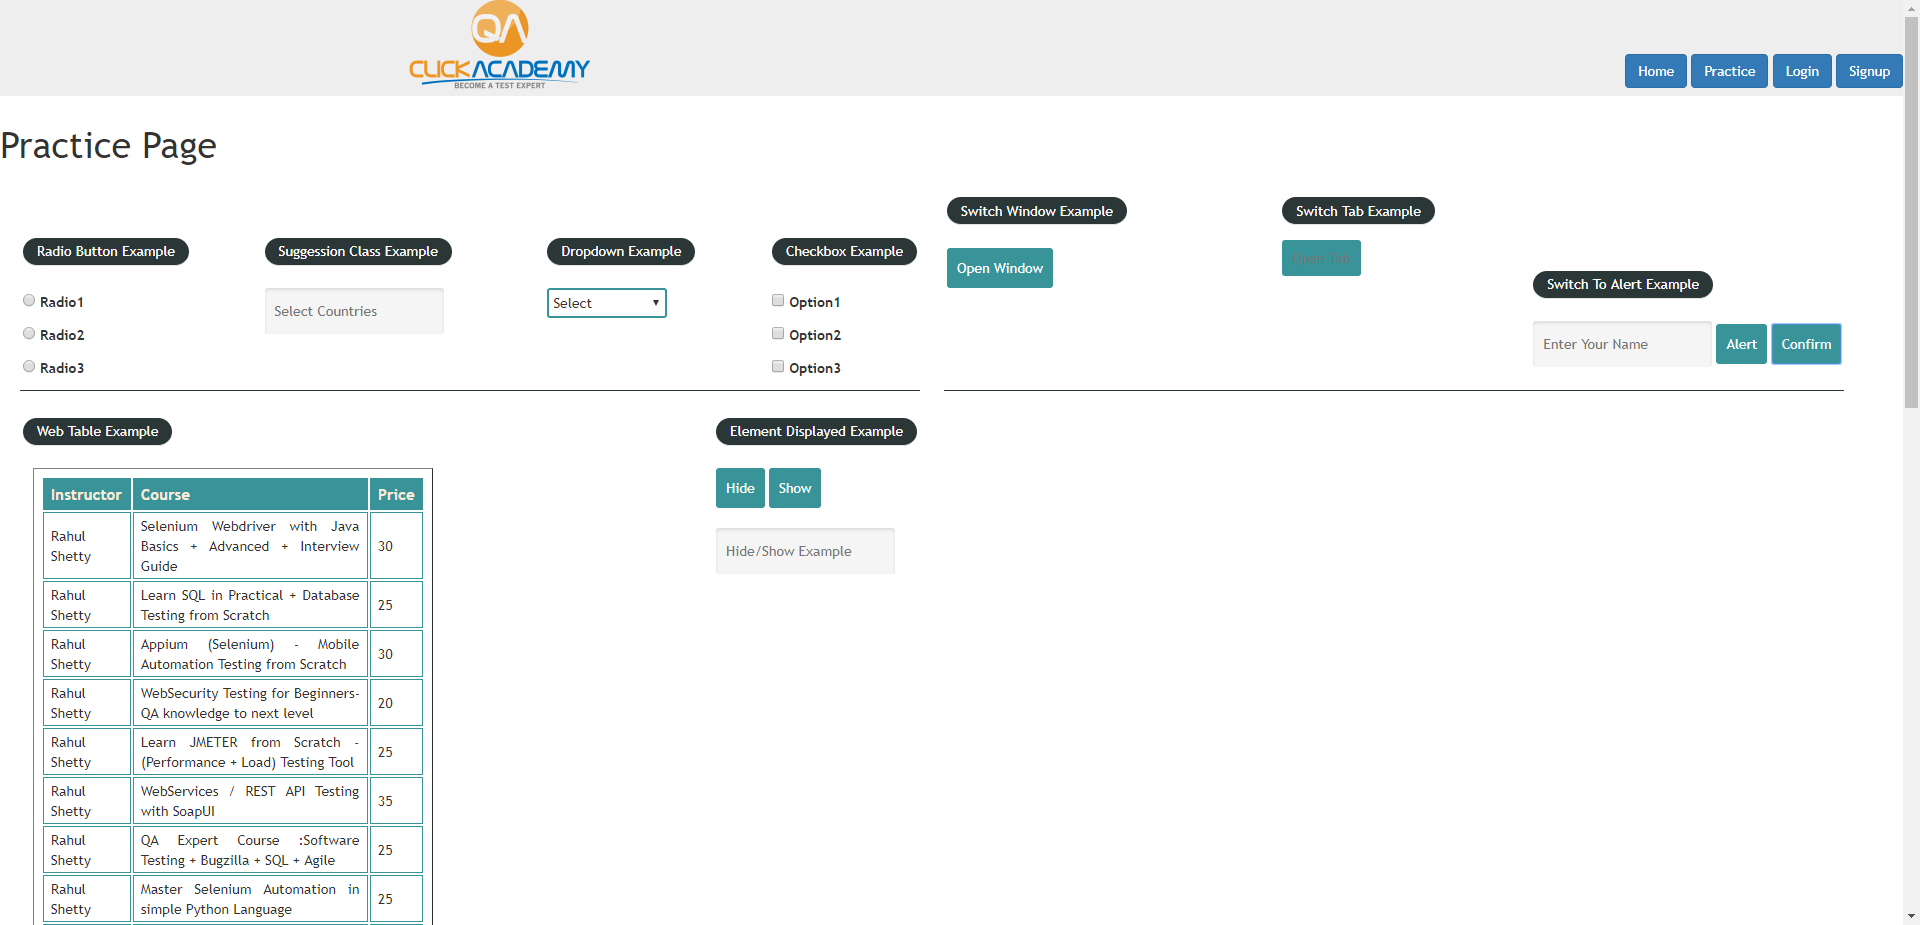 QA
CLICKACADEMY
BECOME A TEST EXPERT
Home
Practice
Login
Signup
Practice Page
Switch Window Example
Switch Tab Example
Open Window
Open Tab
Radio Button Example
Suggession Class Example
Dropdown Example
Checkbox Example
Switch To Alert Example
Radio1
Radio2
Radio3
Select Countries
Select
Option1
Option2
Option3
Enter Your Name
Alert
Confirm
Web Table Example
Element Displayed Example
Hide
Show
Hide/Show Example
Instructor Course Price
Rahul
Shetty
Selenium Webdriver with Java
Basics + Advanced + Interview
Guide
30
Rahul
Shetty
Learn SQL in Practical + Database
Testing from Scratch
25
Rahul
Shetty
Appium (Selenium) - Mobile
Automation Testing from Scratch
30
Rahul
Shetty
WebSecurity Testing for Beginners-
QA knowledge to next level
20
Rahul
Shetty
Learn JMETER from Scratch -
(Performance + Load) Testing Tool
25
Rahul
Shetty
WebServices / REST API Testing
with SoapUI
35
Rahul
Shetty
QA Expert Course :Software
Testing + Bugzilla + SQL + Agile
25
Rahul
Shetty
Master Selenium Automation in
simple Python Language
25